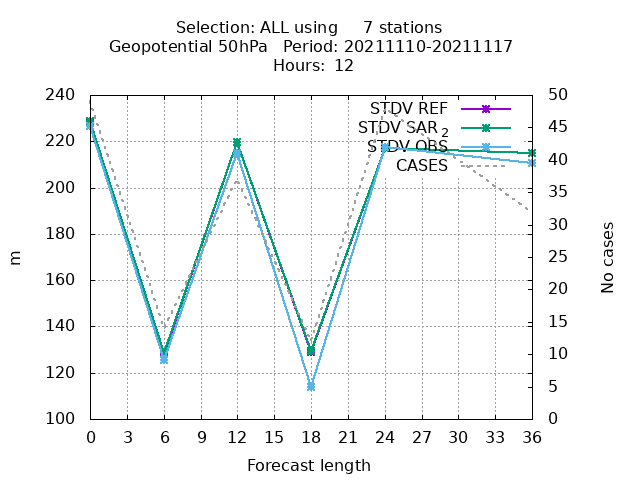 Selection: ALL using     7 stations
Geopotential 50hPa   Period: 20211110-20211117
Hours: 12
240
220
200
180
160
140
120
100
m
50
45
40
35
30
25
20
15
10
5
0
No cases
STDV REF
STDV SAR 2
STDV OBS
CASES
0 3 6 9 12 15 18 21 24 27 30 33 36
Forecast length